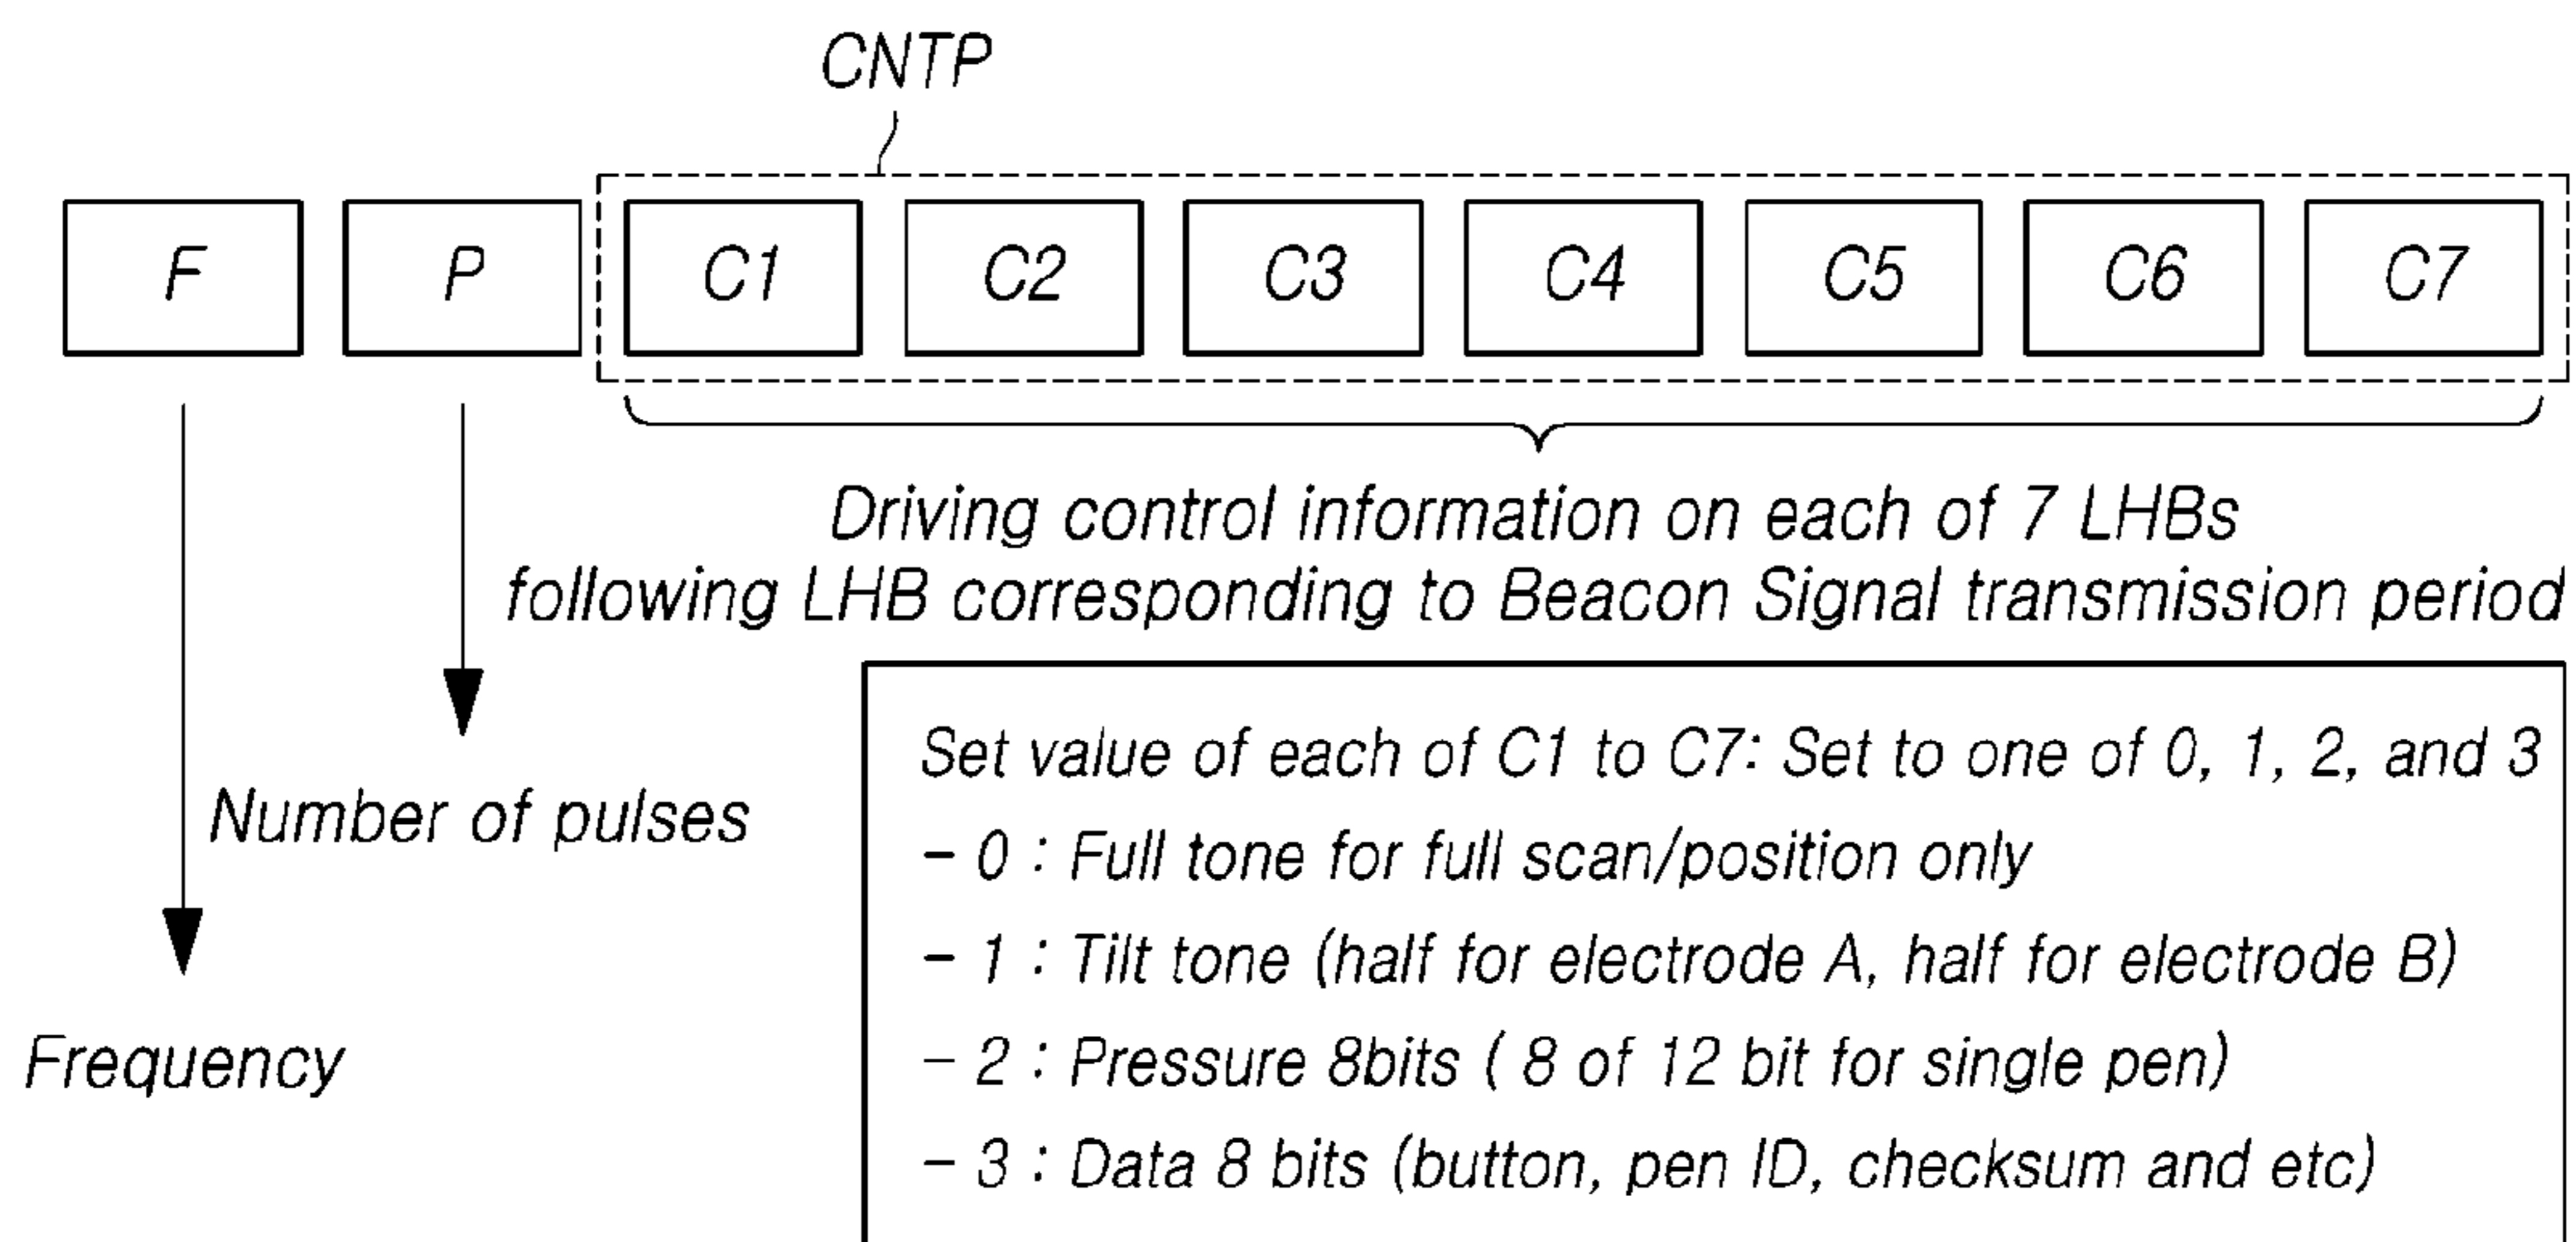 CNTP
F P C1 C2 C3 C4 C5 C6 C7
Driving control information on each of 7 LHBs
following LHB corresponding to Beacon Signal transmission period
Number of pulses
Frequency
Set value of each of C1 to C7: Set to one of 0, 1, 2, and 3
- 0 : Full tone for full scan/position only
- 1 : Tilt tone (half for electrode A, half for electrode B)
- 2 : Pressure 8bits ( 8 of 12 bit for single pen)
- 3 : Data 8 bits (button, pen ID, checksum and etc)